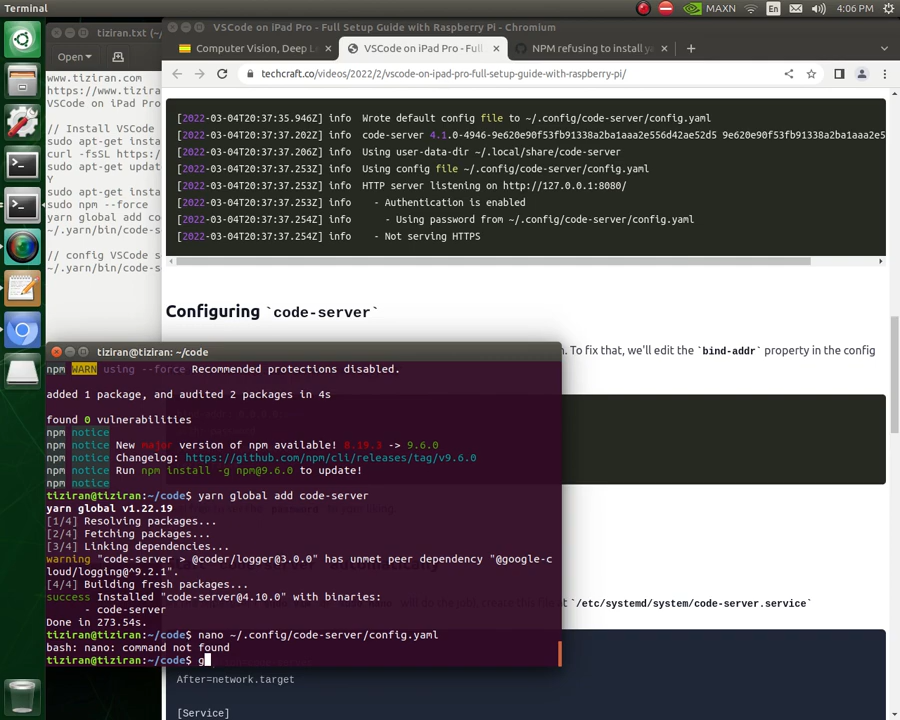 Terminal
MAXN
En
4:06 PM
tiziran.txt (~/
VSCode on iPad Pro - Full Setup Guide with Raspberry Pi - Chromium
Open
Computer Vision, Deep L
VSCode on iPad Pro - Full
NPM refusing to install ya
techcraft.co/videos/2022/2/vscode-on-ipad-pro-full-setup-guide-with-raspberry-pi/
www.tiziran.com
https://www.tizira
VSCode on iPad Pro
// Install VSCode
sudo apt-get insta
curl -fsSL https:/
sudo apt-get updat
Y
sudo apt-get insta
sudo npm --force
yarn global add co
~/.yarn/bin/code-s
// config VSCode s
~/.yarn/bin/code-s
[2022-03-04T20:37:35.946Z] info Wrote default config file to ~/.config/code-server/config.yaml
[2022-03-04T20:37:37.202Z] info code-server 4.1.0-4946-9e620e90f53fb91338a2ba1aaa2e556d42ae52d5 9e620e90f53fb91338a2ba1aaa2e5
[2022-03-04T20:37:37.206Z] info Using user-data-dir ~/.local/share/code-server
[2022-03-04T20:37:37.253Z] info Using config file ~/.config/code-server/config.yaml
[2022-03-04T20:37:37.253Z] info HTTP server listening on http://127.0.0.1:8080/
[2022-03-04T20:37:37.253Z] info - Authentication is enabled
[2022-03-04T20:37:37.254Z] info - Using password from ~/.config/code-server/config.yaml
[2022-03-04T20:37:37.254Z] info - Not serving HTTPS
Configuring `code-server`
. To fix that, we'll edit the `bind-addr` property in the config
tiziran@tiziran: ~/code
npm WARN using --force Recommended protections disabled.
added 1 package, and audited 2 packages in 4s
found 0 vulnerabilities
npm notice
npm notice New major version of npm available! 8.19.3 -> 9.6.0
npm notice Changelog: https://github.com/npm/cli/releases/tag/v9.6.0
npm notice Run npm install -g npm@9.6.0 to update!
npm notice
tiziran@tiziran:~/code$ yarn global add code-server
yarn global v1.22.19
[1/4] Resolving packages...
[2/4] Fetching packages...
[3/4] Linking dependencies...
warning "code-server > @coder/logger@3.0.0" has unmet peer dependency "@google-c
loud/logging@^9.2.1".
[4/4] Building fresh packages...
success Installed "code-server@4.10.0" with binaries:
- code-server
Done in 273.54s.
tiziran@tiziran:~/code$ nano ~/.config/code-server/config.yaml
bash: nano: command not found
tiziran@tiziran:~/code$ g
`/etc/systemd/system/code-server.service`
After=network.target
[Service]